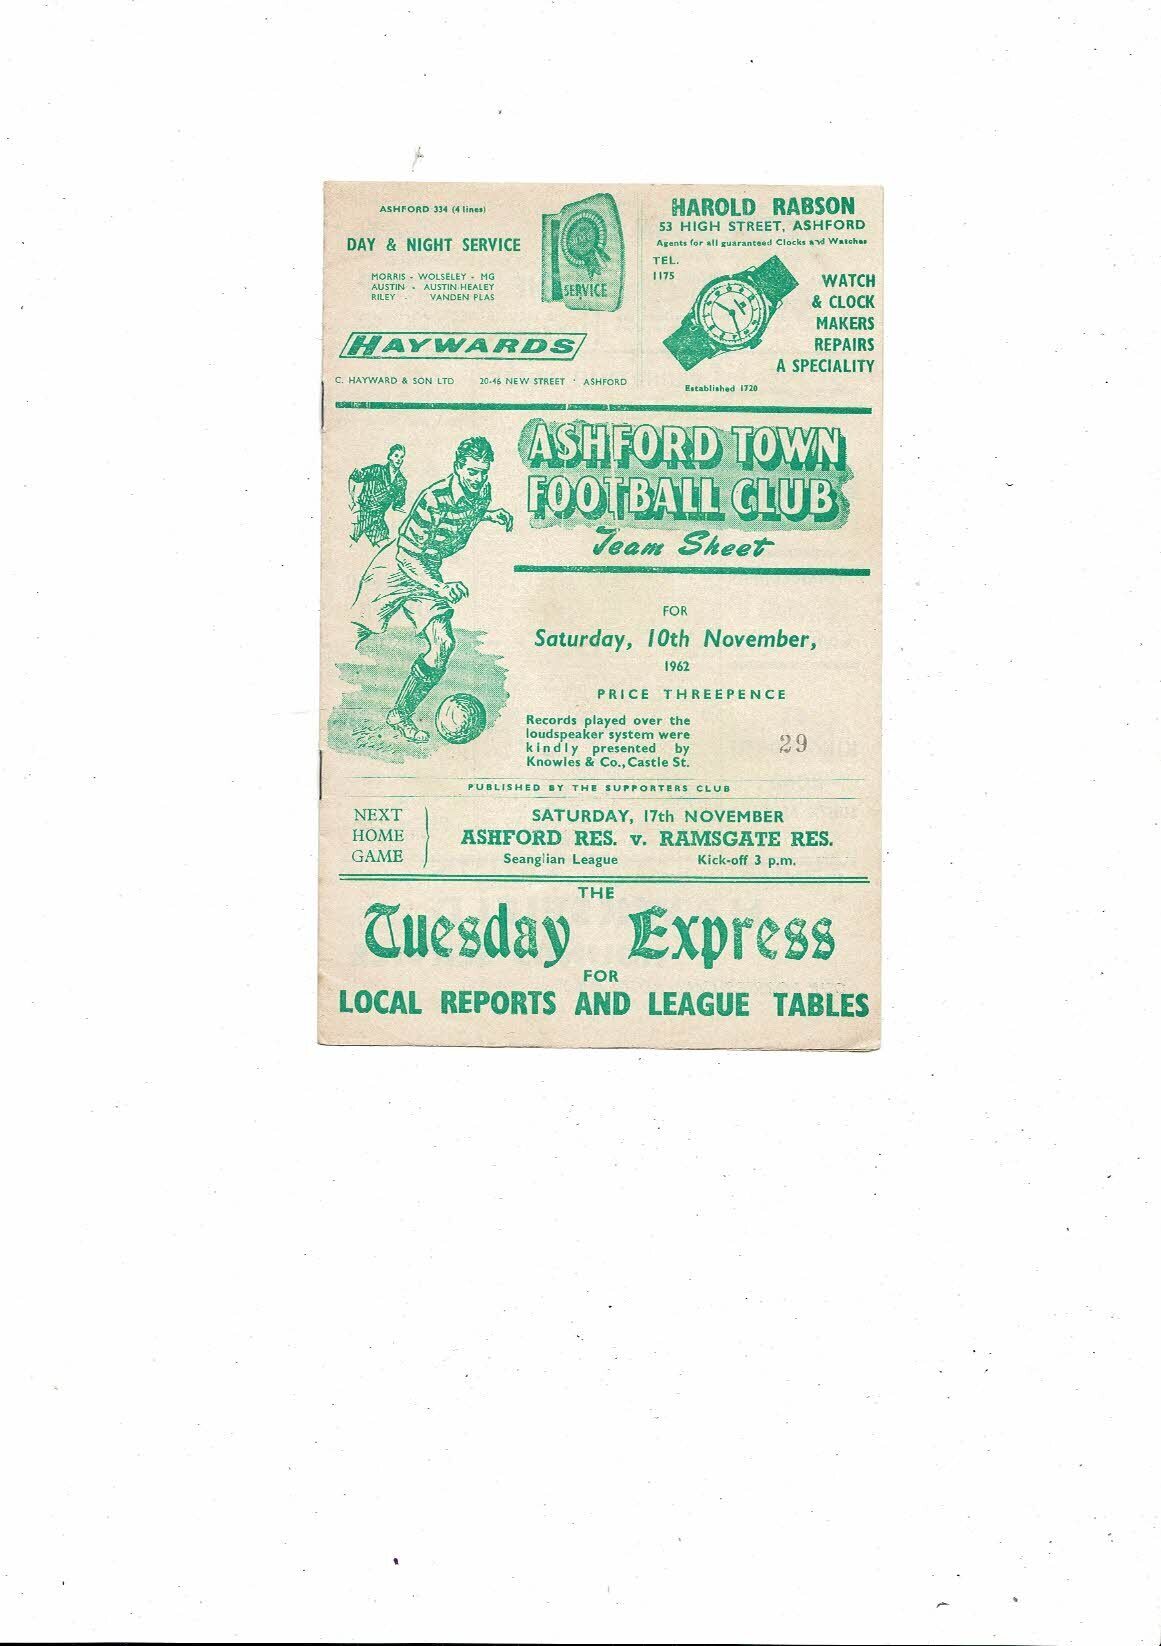 ASHFORD 334 (4 lines)
DAY & NIGHT SERVICE
MORRIS - WOLSELEY - MG
AUSTIN - AUSTIN-HEALEY
RILEY - VANDEN PLAS
SERVICE
HAYWARDS
C. HAYWARD & SON LTD 20-46 NEW STREET · ASHFORD
HAROLD RABSON
53 HIGH STREET, ASHFORD
Agents for all guaranteed Clocks and Watches
TEL.
1175
WATCH
& CLOCK
MAKERS
REPAIRS
A SPECIALITY
Established 1720
ASHFORD TOWN
FOOTBALL CLUB
Team Sheet
FOR
Saturday, 10th November,
1962
PRICE THREEPENCE
Records played over the
loudspeaker system were
kindly presented by
Knowles & Co., Castle St.
29
PUBLISHED BY THE SUPPORTERS CLUB
NEXT
HOME
GAME
SATURDAY, 17th NOVEMBER
ASHFORD RES. v. RAMSGATE RES.
Seanglian League Kick-off 3 p.m.
THE
Tuesday Express
FOR
LOCAL REPORTS AND LEAGUE TABLES